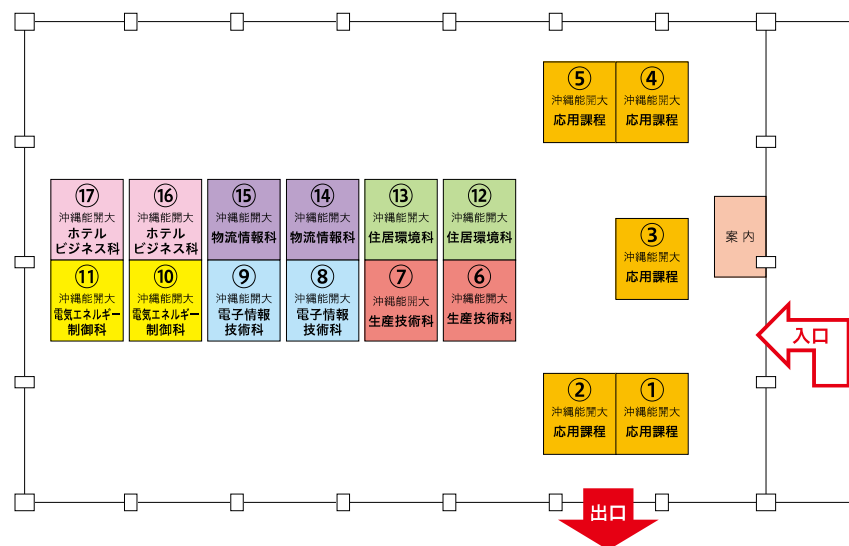 ⑤
沖縄能開大
応用課程
④
沖縄能開大
応用課程
⑰
沖縄能開大
ホテル
ビジネス科
⑯
沖縄能開大
ホテル
ビジネス科
⑮
沖縄能開大
物流情報科
⑭
沖縄能開大
物流情報科
⑬
沖縄能開大
住居環境科
⑫
沖縄能開大
住居環境科
③
沖縄能開大
応用課程
案内
⑪
沖縄能開大
電気エネルギー
制御科
⑩
沖縄能開大
電気エネルギー
制御科
⑨
沖縄能開大
電子情報
技術科
⑧
沖縄能開大
電子情報
技術科
⑦
沖縄能開大
生産技術科
⑥
沖縄能開大
生産技術科
入口
②
沖縄能開大
応用課程
①
沖縄能開大
応用課程
出口